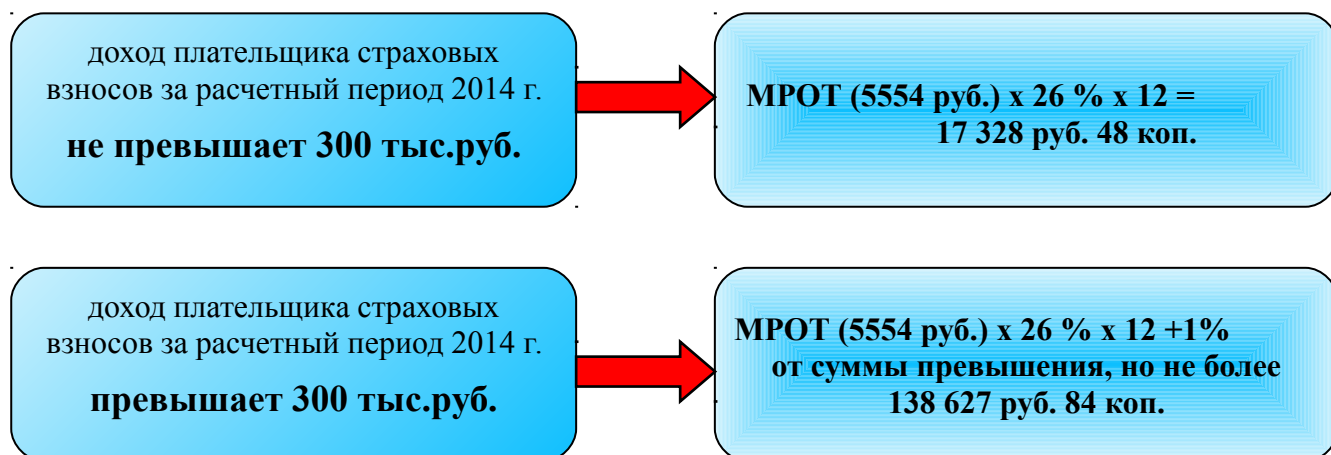 доход плательщика страховых
взносов за расчетный период 2014 г.
не превышает 300 тыс.руб.
МРОТ (5554 руб.) х 26 % х 12 =
17 328 руб. 48 коп.
доход плательщика страховых
взносов за расчетный период 2014 г.
превышает 300 тыс.руб.
МРОТ (5554 руб.) х 26 % х 12 +1%
от суммы превышения, но не более
138 627 руб. 84 коп.